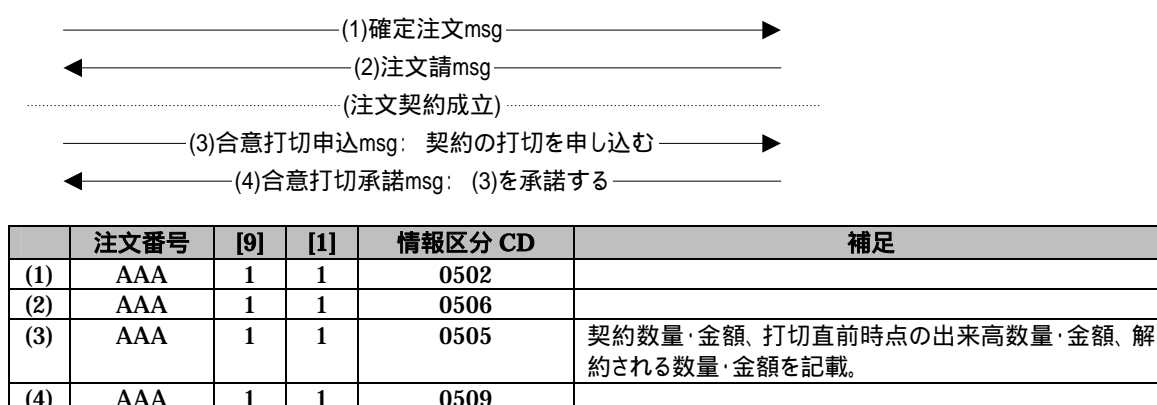 (1)確定注文msg
(2)注文請msg
(注文契約成立)
(3)合意打切申込msg： 契約の打切を申し込む
(4)合意打切承諾msg： (3)を承諾する
注文番号 [9] [1] 情報区分 CD 補足
(1) AAA 1 1 0502
(2) AAA 1 1 0506
(3) AAA 1 1 0505 契約数量・金額、打切直前時点の出来高数量・金額、解
約される数量・金額を記載。
(4) AAA 1 1 0509